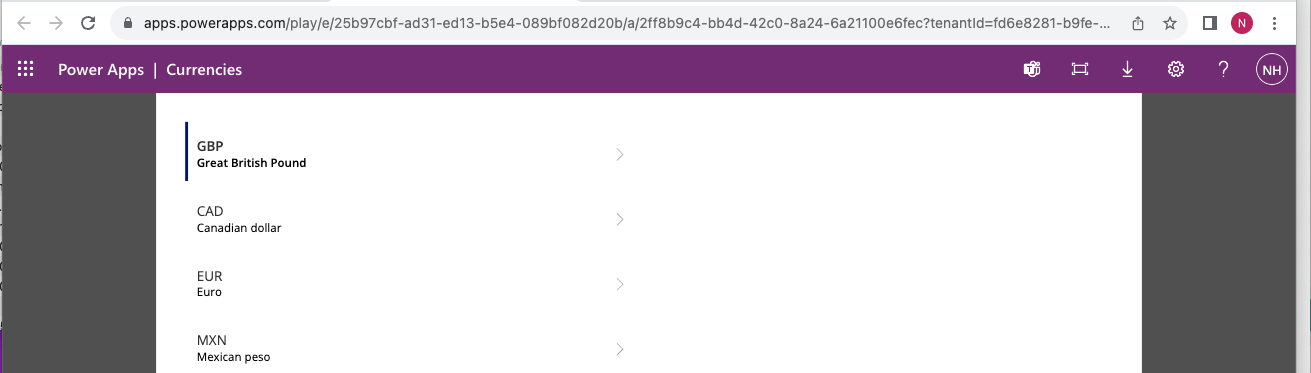 apps.powerapps.com/play/e/25b97cbf-ad31-ed13-b5e4-089bf082d20b/a/2ff8b9c4-bb4d-42c0-8a24-6a21100e6fec?tenantId=fd6e8281-b9fe-...
N
Power Apps | Currencies
?
NH
GBP
Great British Pound
CAD
Canadian dollar
EUR
Euro
MXN
Mexican peso